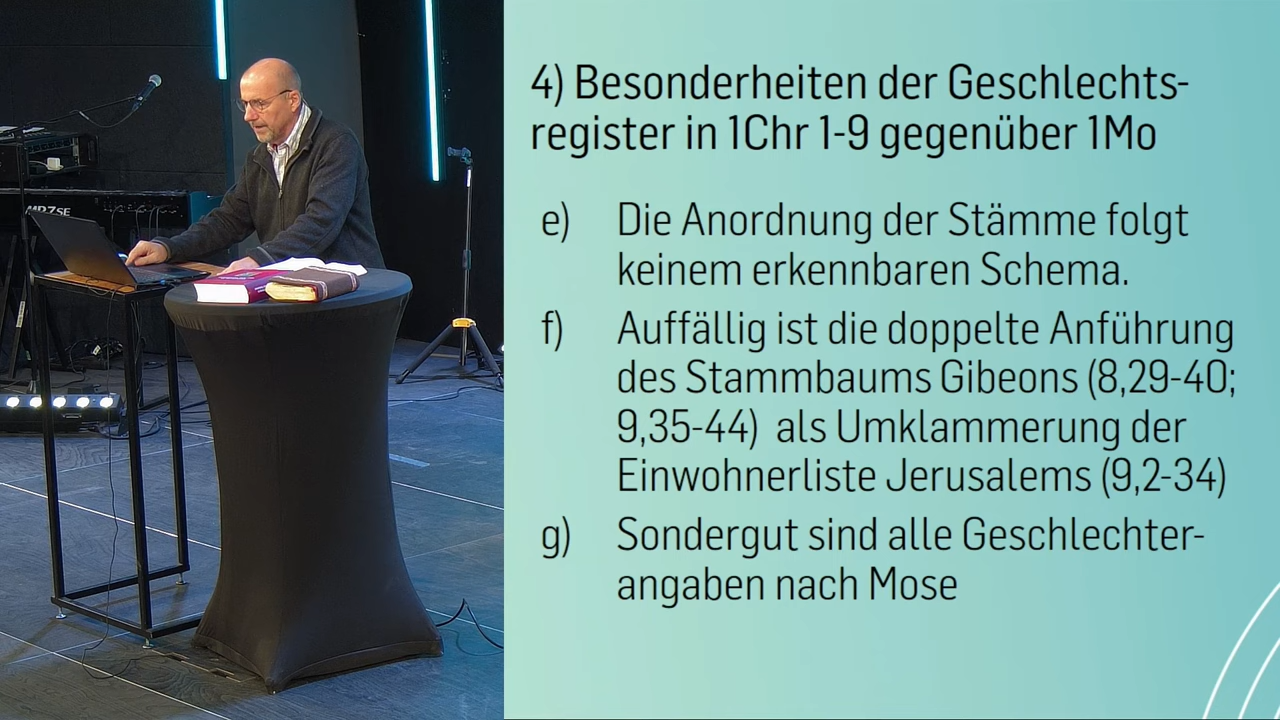 4) Besonderheiten der Geschlechts-
register in 1Chr 1-9 gegenüber 1Mo
e) Die Anordnung der Stämme folgt
keinem erkennbaren Schema.
f) Auffällig ist die doppelte Anführung
des Stammbaums Gibeons (8,29-40;
9,35-44) als Umklammerung der
Einwohnerliste Jerusalems (9,2-34)
g) Sondergut sind alle Geschlechter-
angaben nach Mose